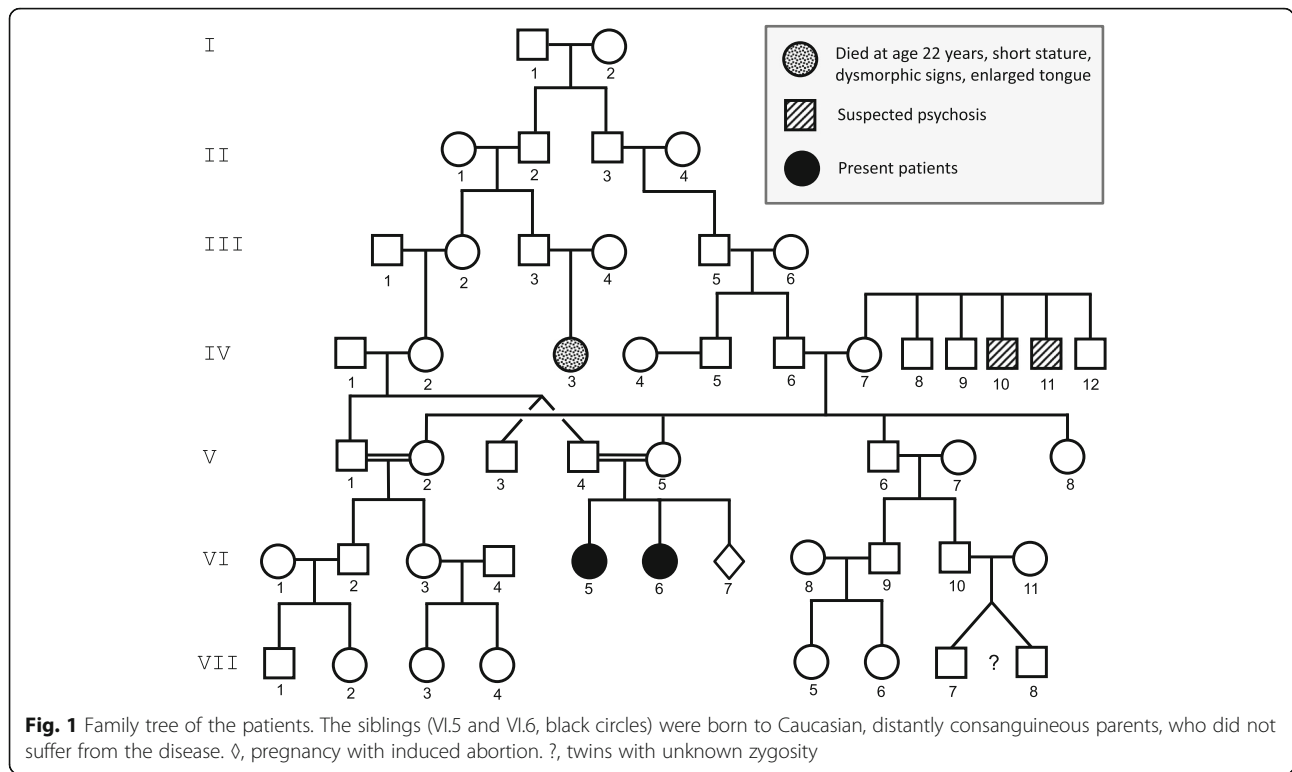 I
1 2
Died at age 22 years, short stature,
dysmorphic signs, enlarged tongue
Suspected psychosis
Present patients
II
1 2 3 4
III
1 2 3 4 5 6
IV
1 2 3 4 5 6 7 8 9 10 11 12
V
1 2 3 4 5 6 7 8
VI
1 2 3 4 5 6 7 8 9 10 11
VII
1 2 3 4 5 6 7 ? 8
Fig. 1 Family tree of the patients. The siblings (VI.5 and VI.6, black circles) were born to Caucasian, distantly consanguineous parents, who did not
suffer from the disease. ◊, pregnancy with induced abortion. ?, twins with unknown zygosity